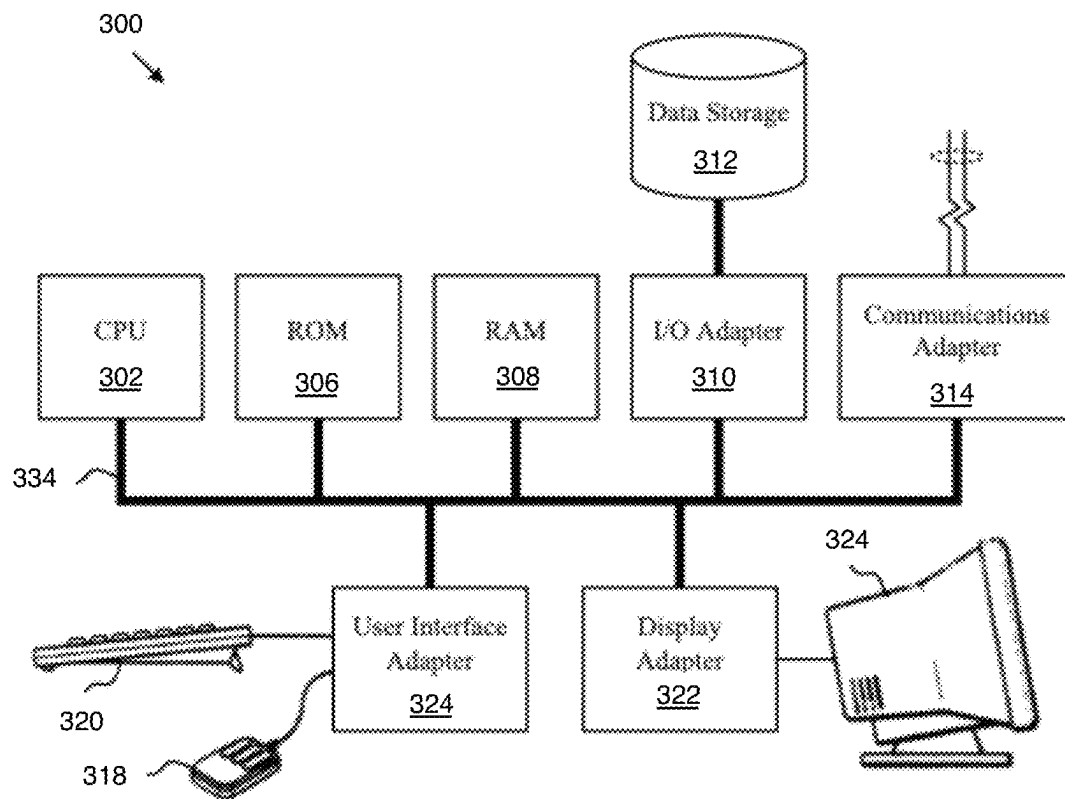 300
Data Storage
312
CPU
302
ROM
306
RAM
308
I/O Adapter
310
Communications
Adapter
314
334
324
User Interface
Adapter
324
Display
Adapter
322
320
318